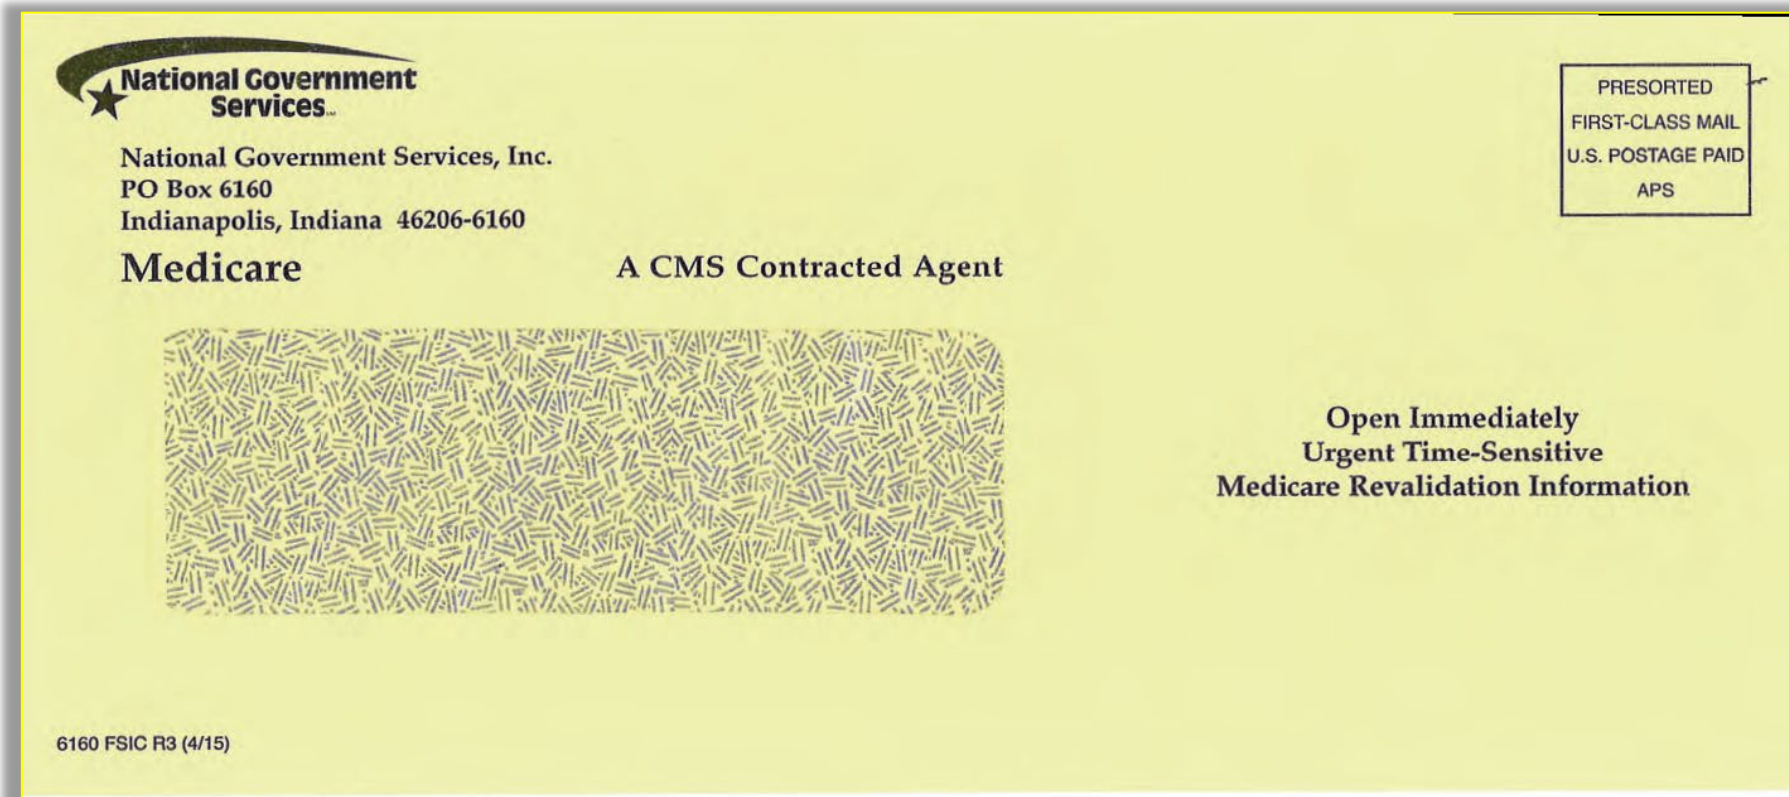 National Government
Services
National Government Services, Inc.
PO Box 6160
Indianapolis, Indiana 46206-6160
Medicare
A CMS Contracted Agent
PRESORTED
FIRST-CLASS MAIL
U.S. POSTAGE PAID
APS
Open Immediately
Urgent Time-Sensitive
Medicare Revalidation Information
6160 FSIC R3 (4/15)